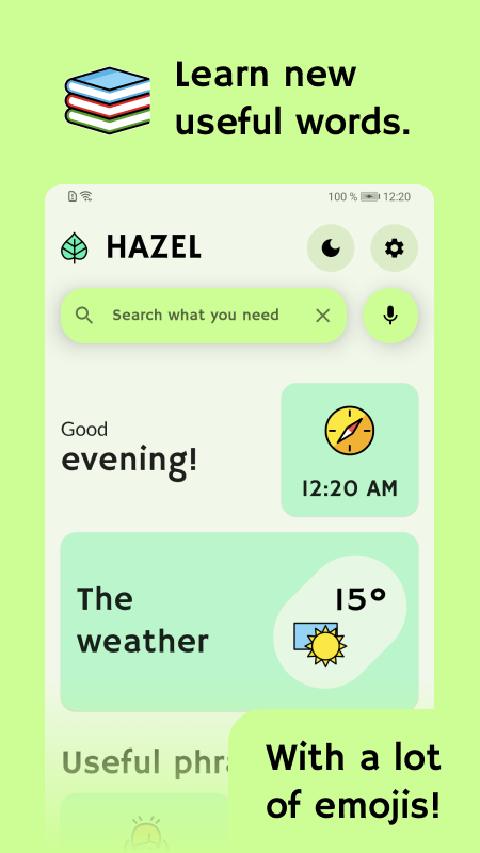 Learn new
useful words.
100 % 12:20
HAZEL
Search what you need
Good
evening!
12:20 AM
The
weather
15°
Useful phra
With a lot
of emojis!